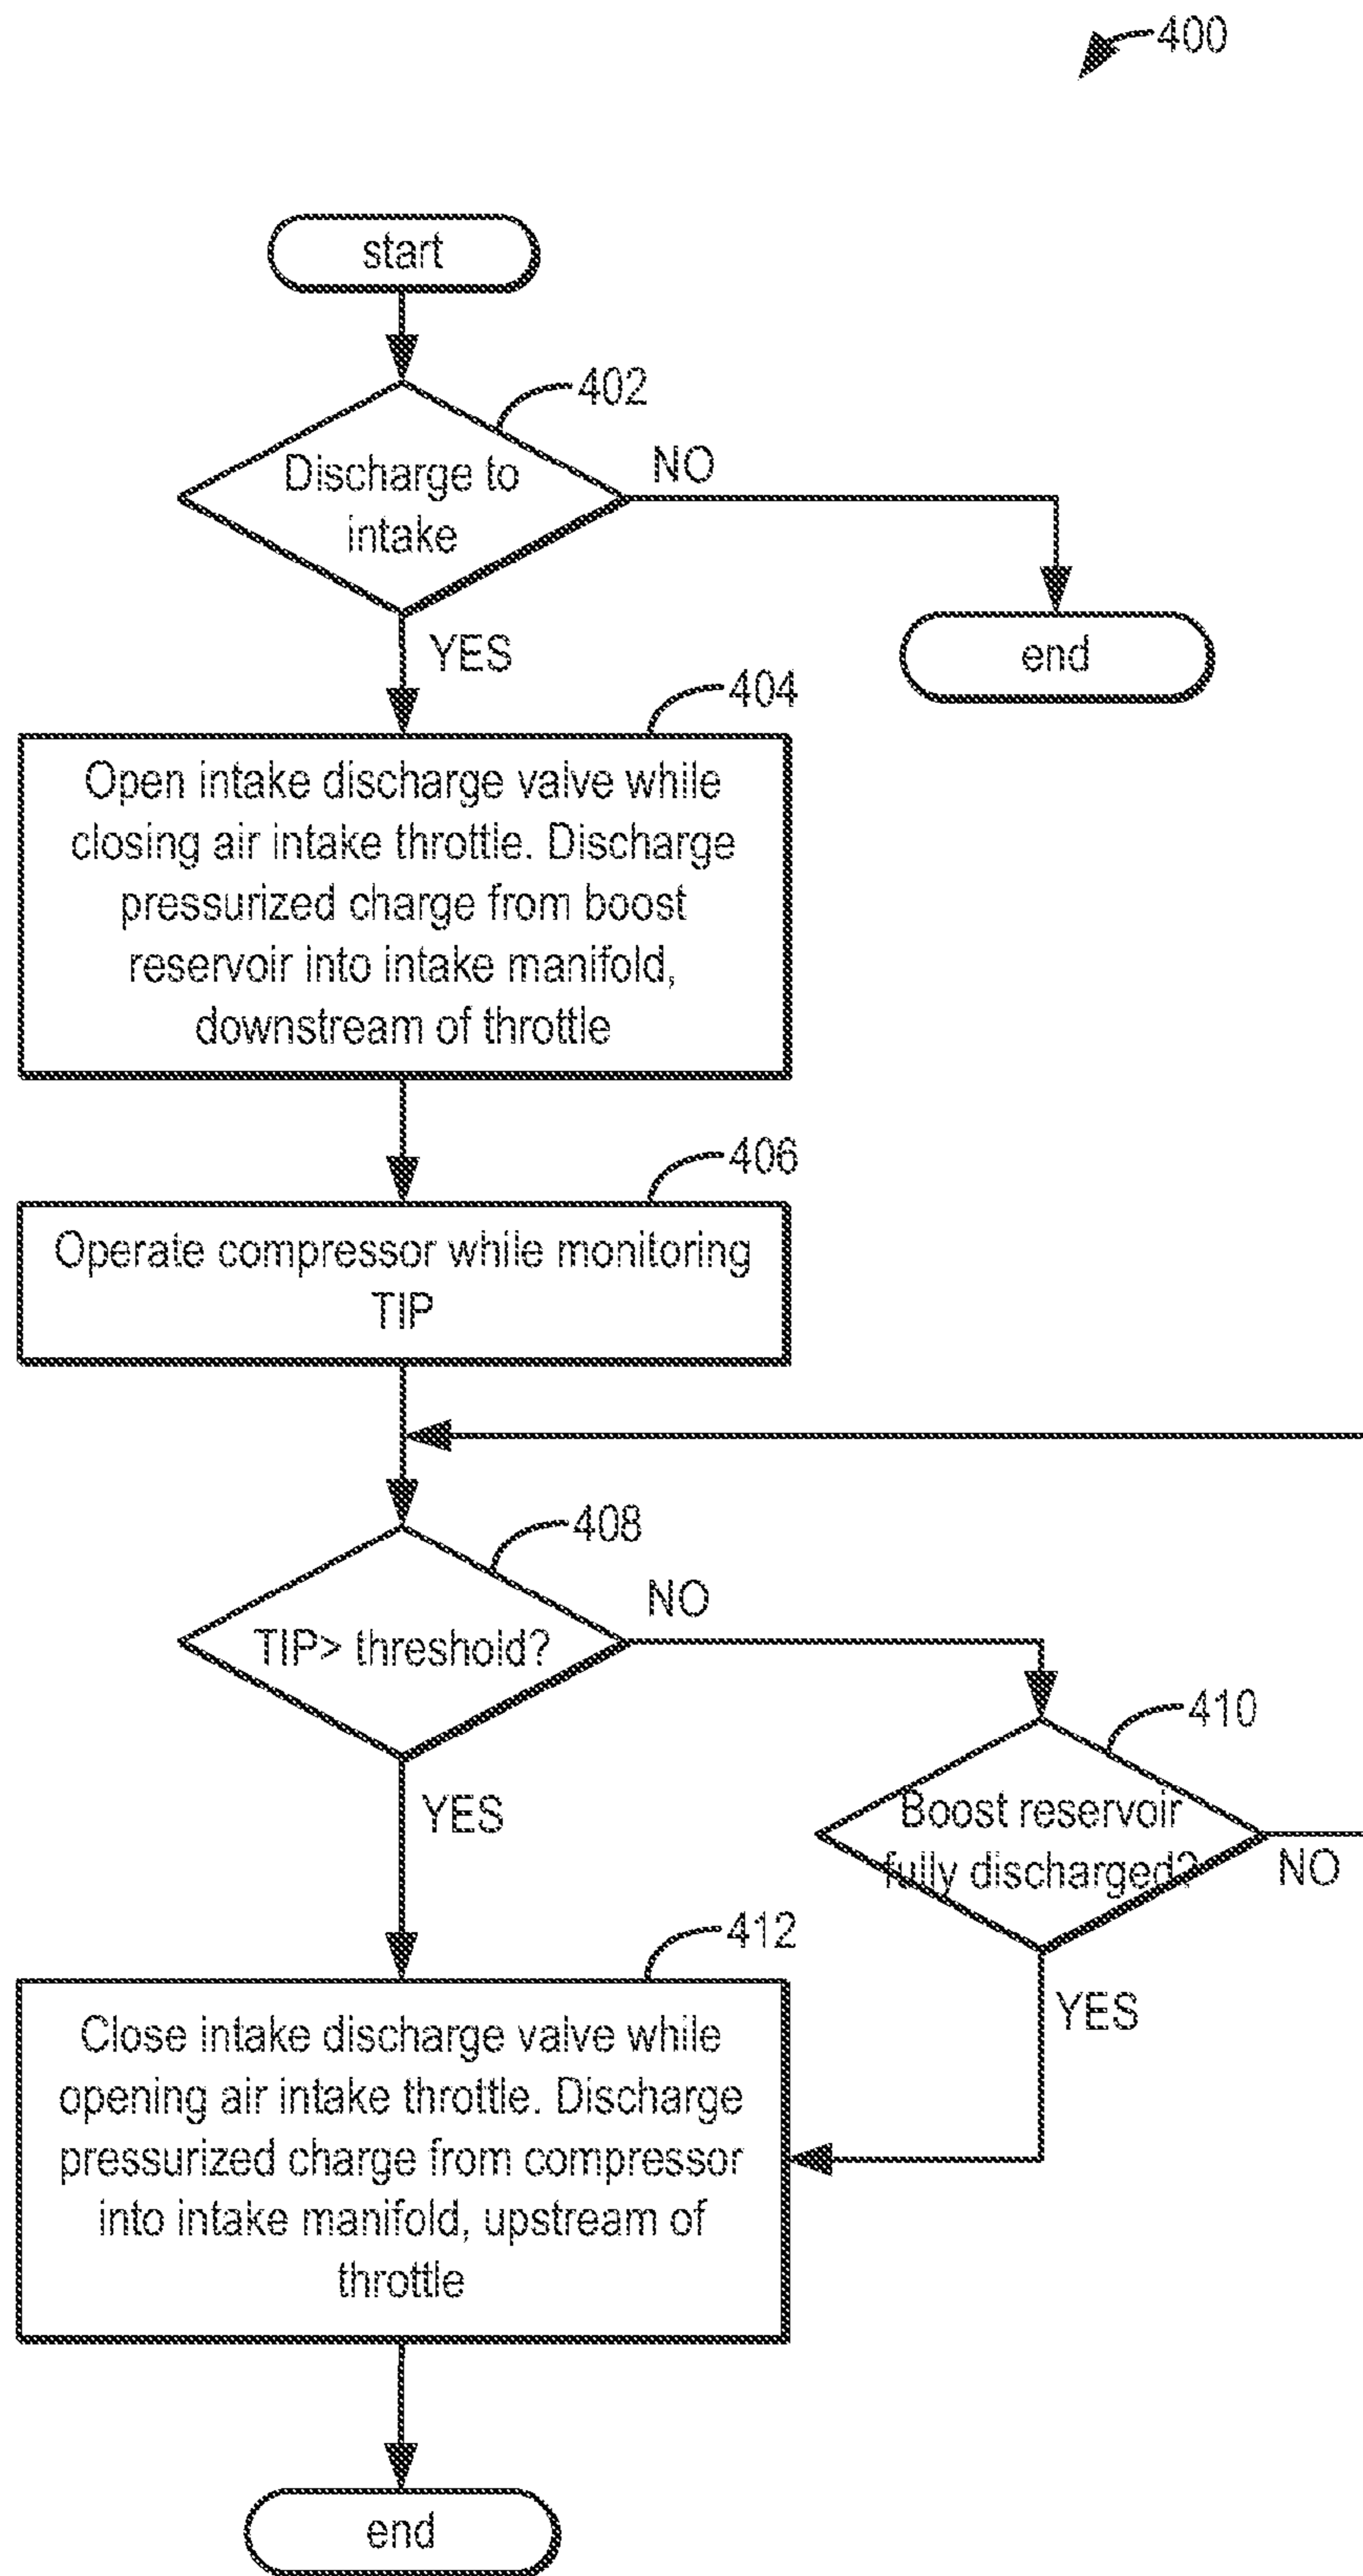 400
start
402
Discharge to
intake
NO
end
YES
404
Open intake discharge valve while
closing air intake throttle. Discharge
pressurized charge from boost
reservoir into intake manifold,
downstream of throttle
406
Operate compressor while monitoring
TIP
408
TIP> threshold?
NO
410
Boost reservoir
fully discharged?
NO
YES
YES
412
Close intake discharge valve while
opening air intake throttle. Discharge
pressurized charge from compressor
into intake manifold, upstream of
throttle
end